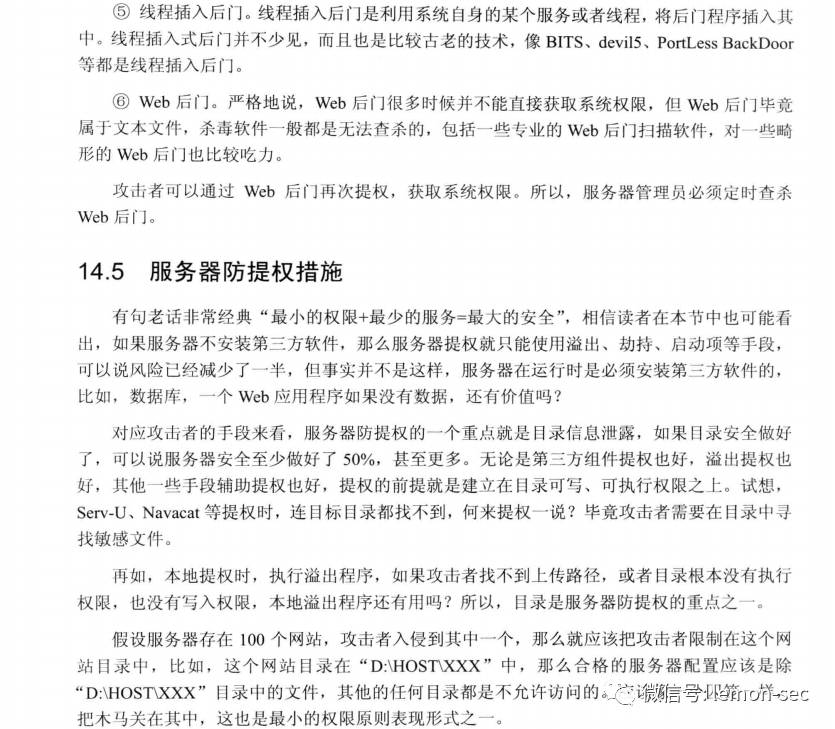 ⑤ 线程插入后门。线程插入后门是利用系统自身的某个服务或者线程，将后门程序插入其
中。线程插入式后门并不少见，而且也是比较古老的技术，像 BITS、devil5、PortLess BackDoor
等都是线程插入后门。
⑥ Web 后门。严格地说，Web 后门很多时候并不能直接获取系统权限，但 Web 后门毕竟
属于文本文件，杀毒软件一般都是无法查杀的，包括一些专业的 Web 后门扫描软件，对一些畸
形的 Web 后门也比较吃力。
攻击者可以通过 Web 后门再次提权，获取系统权限。所以，服务器管理员必须定时查杀
Web 后门。
14.5 服务器防提权措施
有句老话非常经典“最小的权限+最少的服务=最大的安全”，相信读者在本节中也可能看
出，如果服务器不安装第三方软件，那么服务器提权就只能使用溢出、劫持、启动项等手段，
可以说风险已经减少了一半，但事实并不是这样，服务器在运行时是必须安装第三方软件的，
比如，数据库，一个 Web 应用程序如果没有数据，还有价值吗？
对应攻击者的手段来看，服务器防提权的一个重点就是目录信息泄露，如果目录安全做好
了，可以说服务器安全至少做好了 50%，甚至更多。无论是第三方组件提权也好，溢出提权也
好，其他一些手段辅助提权也好，提权的前提就是建立在目录可写、可执行权限之上。试想，
Serv-U、Navacat 等提权时，连目标目录都找不到，何来提权一说？毕竟攻击者需要在目录中寻
找敏感文件。
再如，本地提权时，执行溢出程序，如果攻击者找不到上传路径，或者目录根本没有执行
权限，也没有写入权限，本地溢出程序还有用吗？所以，目录是服务器防提权的重点之一。
假设服务器存在 100 个网站，攻击者入侵到其中一个，那么就应该把攻击者限制在这个网
站目录中，比如，这个网站目录在“D:\HOST\XXX”中，那么合格的服务器配置应该是除
“D:\HOST\XXX”目录中的文件，其他的任何目录都是不允许访问的。
微信号: lemon-sec
把木马关在其中，这也是最小的权限原则表现形式之一。